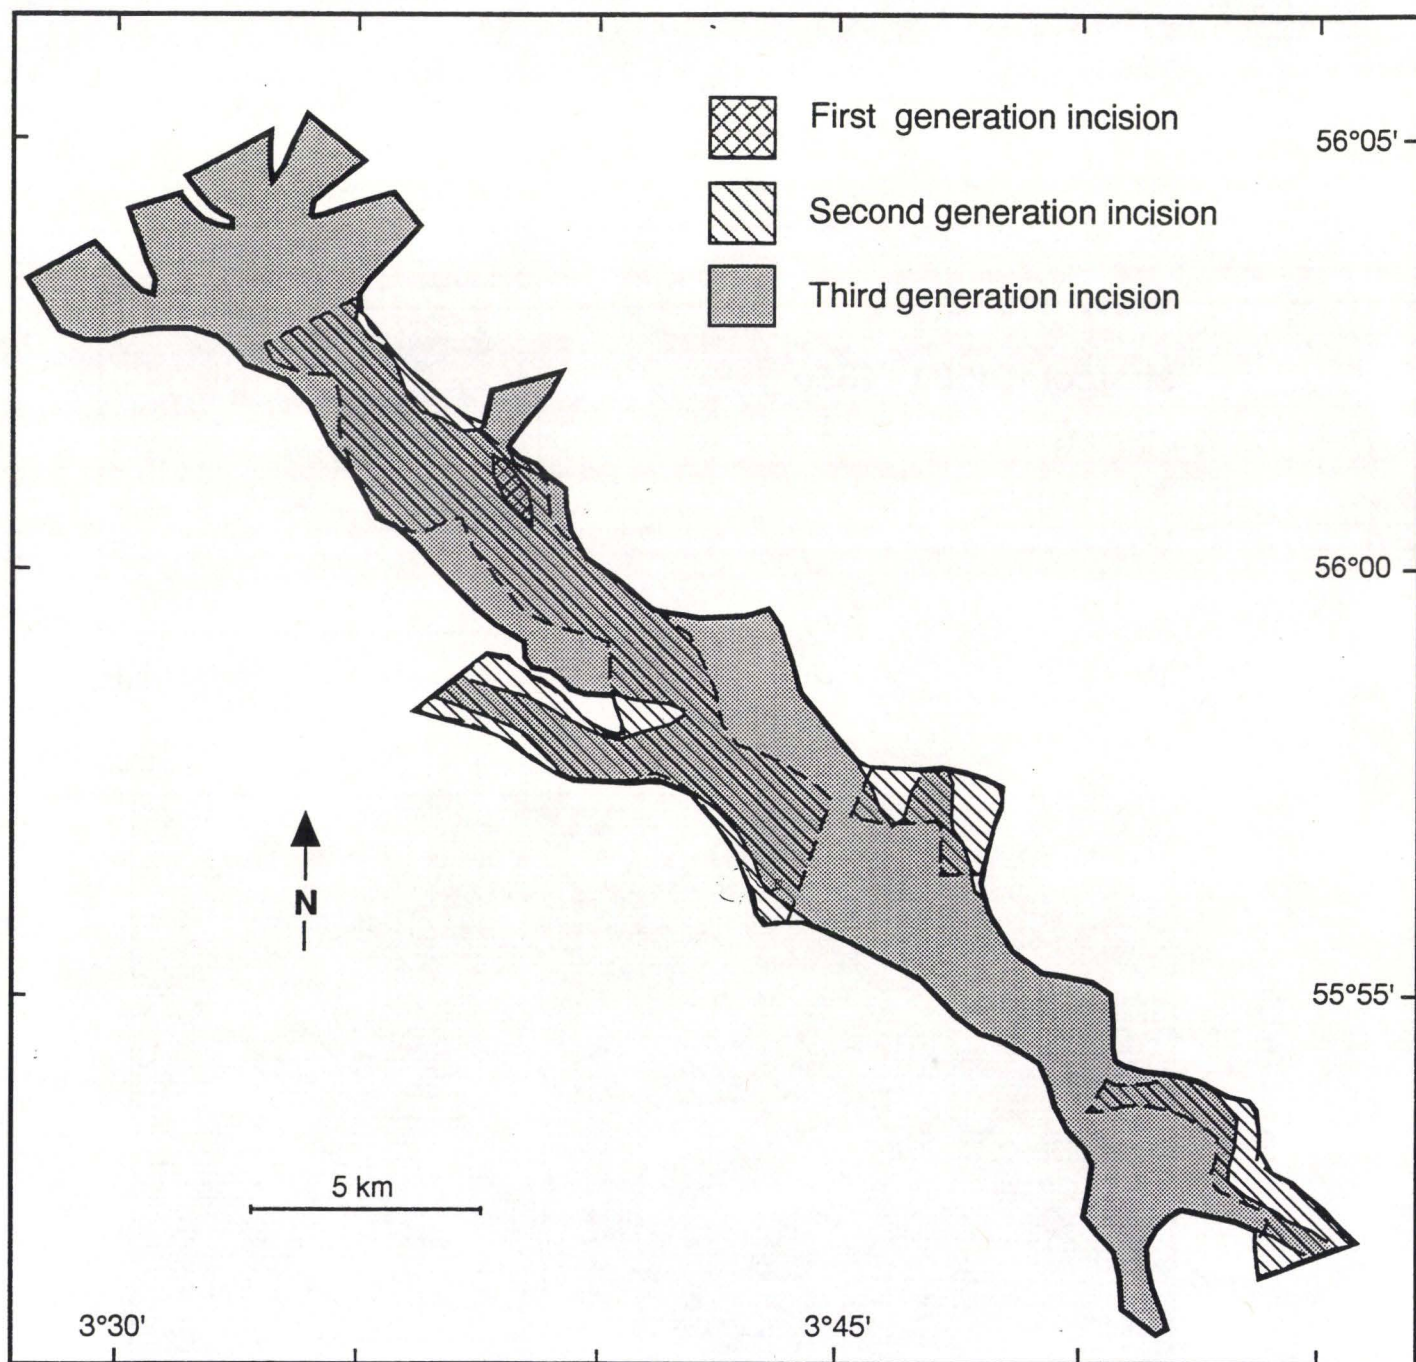 First generation incision
56°05'
Second generation incision
Third generation incision
56°00
N
55°55'
5 km
3°30'
3°45'